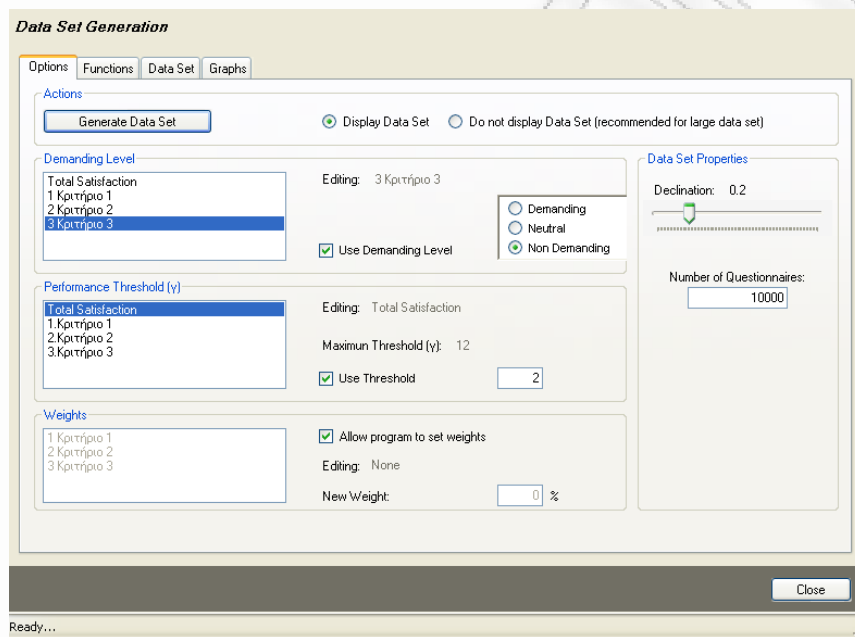 Data Set Generation
Options Functions Data Set Graphs
Actions
Generate Data Set Display Data Set Do not display Data Set (recommended for large data set)
Demanding Level
Total Satisfaction
1 Κριτήριο 1
2 Κριτήριο 2
3 Κριτήριο 3
Editing: 3 Κριτήριο 3
Use Demanding Level
Demanding
Neutral
Non Demanding
Data Set Properties
Declination: 0.2
Number of Questionnaires:
10000
Performance Threshold (γ)
Total Satisfaction
1.Κριτήριο 1
2.Κριτήριο 2
3.Κριτήριο 3
Editing: Total Satisfaction
Maximun Threshold (γ): 12
Use Threshold 2
Weights
1 Κριτήριο 1
2 Κριτήριο 2
3 Κριτήριο 3
Allow program to set weights
Editing: None
New Weight: 0 %
Close
Ready...